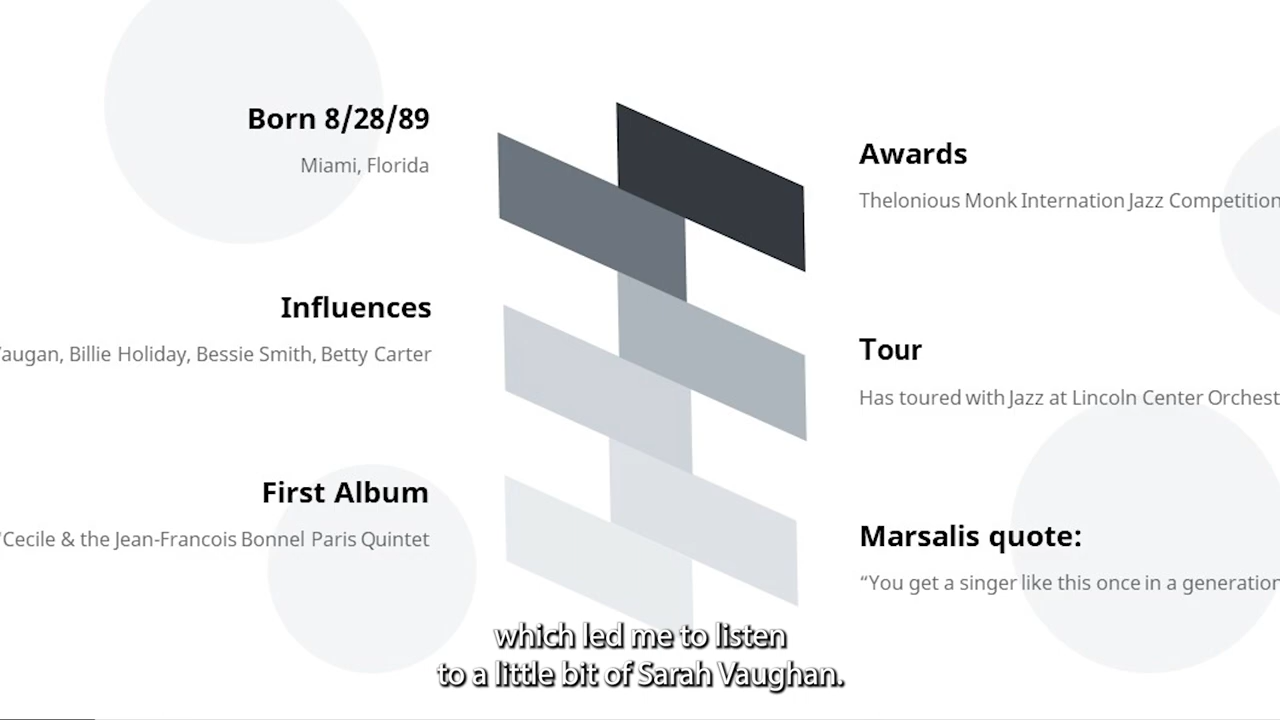 Born 8/28/89
Miami, Florida
Influences
Billie Holiday, Bessie Smith, Betty Carter
First Album
"Cecile & the Jean-Francois Bonnel Paris Quintet
Awards
Thelonious Monk Internation Jazz Competition
Tour
Has toured with Jazz at Lincoln Center
Marsalis quote:
“You get a singer like this once in a generation
which led me to listen
to a little bit of Sarah Vaughan.